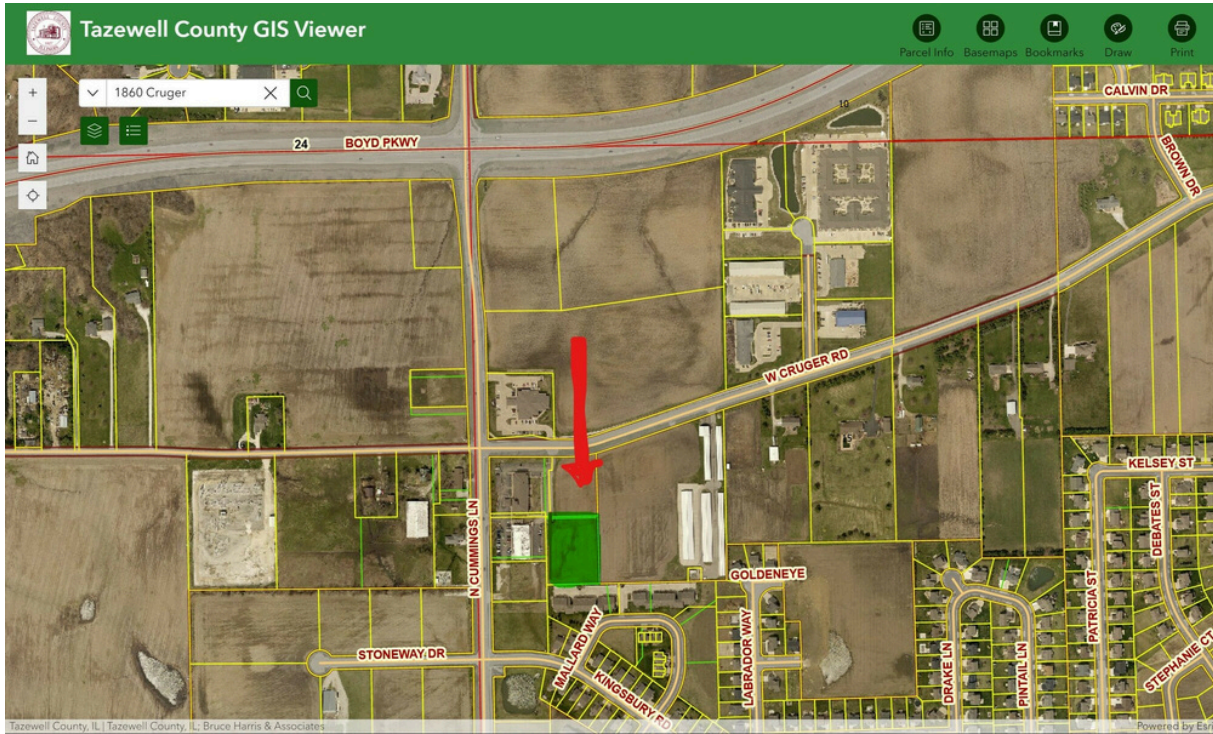 Tazewell County GIS Viewer
Parcel Info
Basemaps
Bookmarks
Draw
Print
+
1860 Cruger
−
CALVIN DR
10
24
BOYD PKWY
BROWN DR
W CRUGER RD
KELSEY ST
N CUMMINGS LN
DEBATES ST
GOLDENEYE
PATRICIA ST
MALLARD WAY
LABRADOR WAY
STONEWAY DR
DRAKE LN
PINTAIL LN
STEPHANIE CT
KINGSBURY RD
Tazewell County, IL | Tazewell County, IL; Bruce Harris & Associates
Powered by Esri